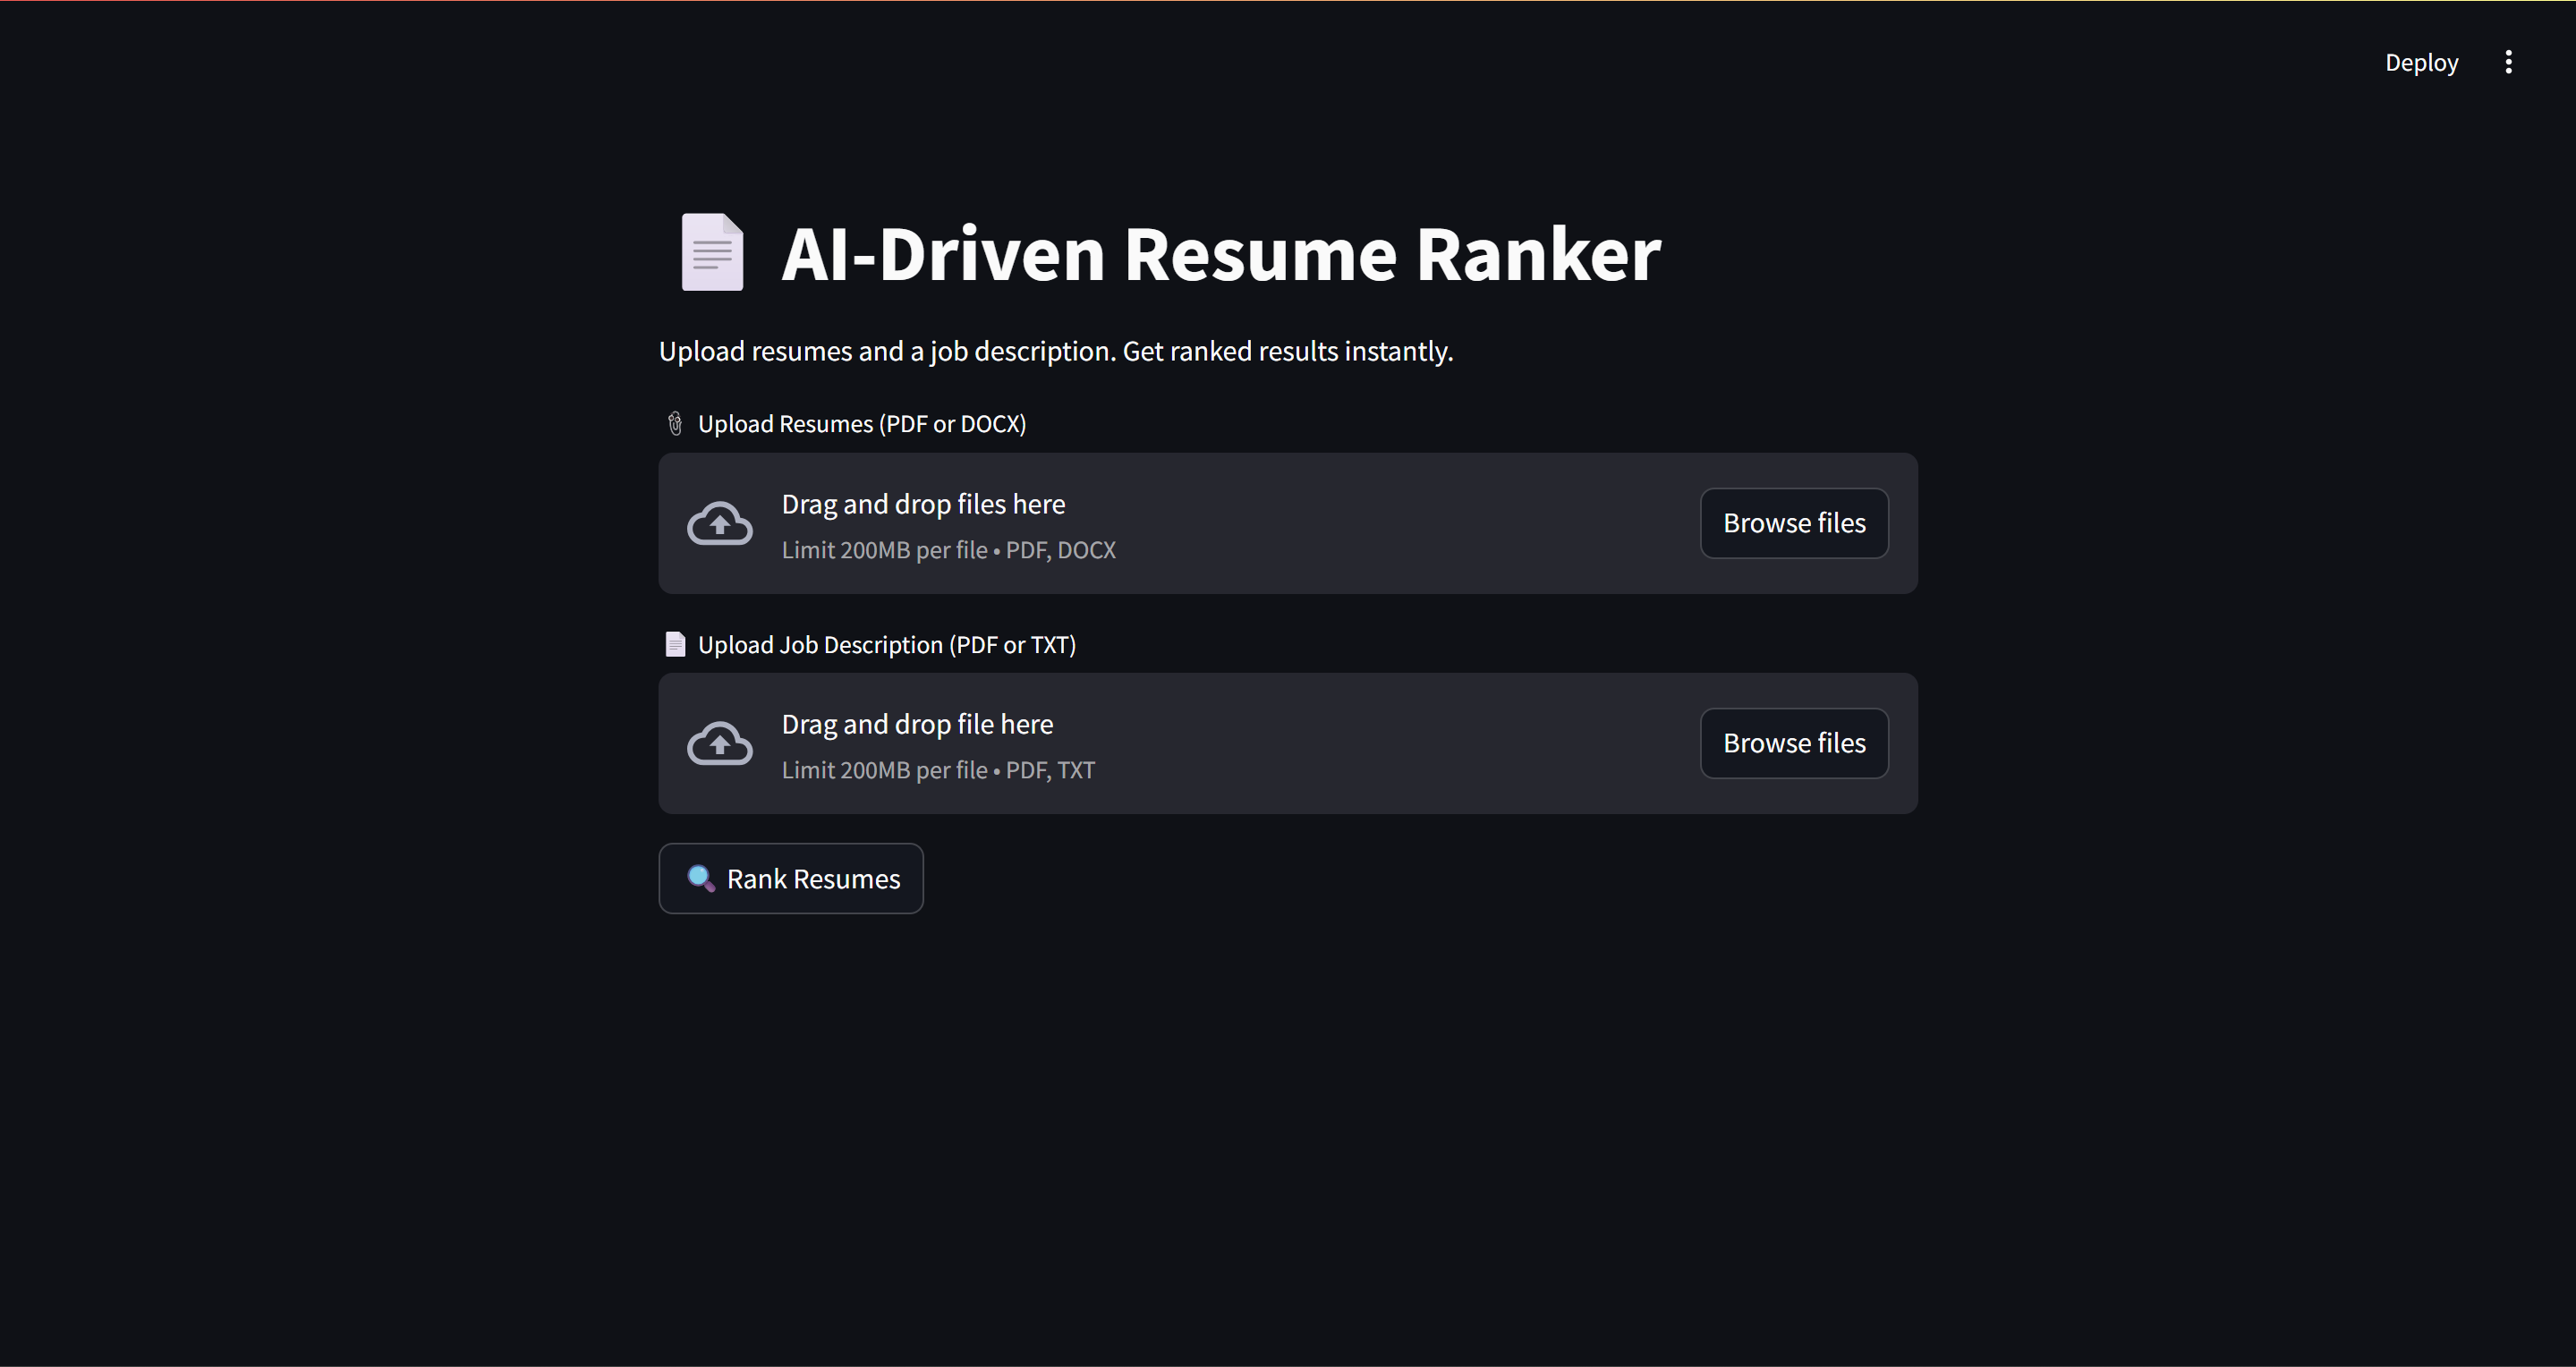 Deploy
AI-Driven Resume Ranker
Upload resumes and a job description. Get ranked results instantly.
Upload Resumes (PDF or DOCX)
Drag and drop files here
Limit 200MB per file • PDF, DOCX
Browse files
Upload Job Description (PDF or TXT)
Drag and drop file here
Limit 200MB per file • PDF, TXT
Browse files
Rank Resumes